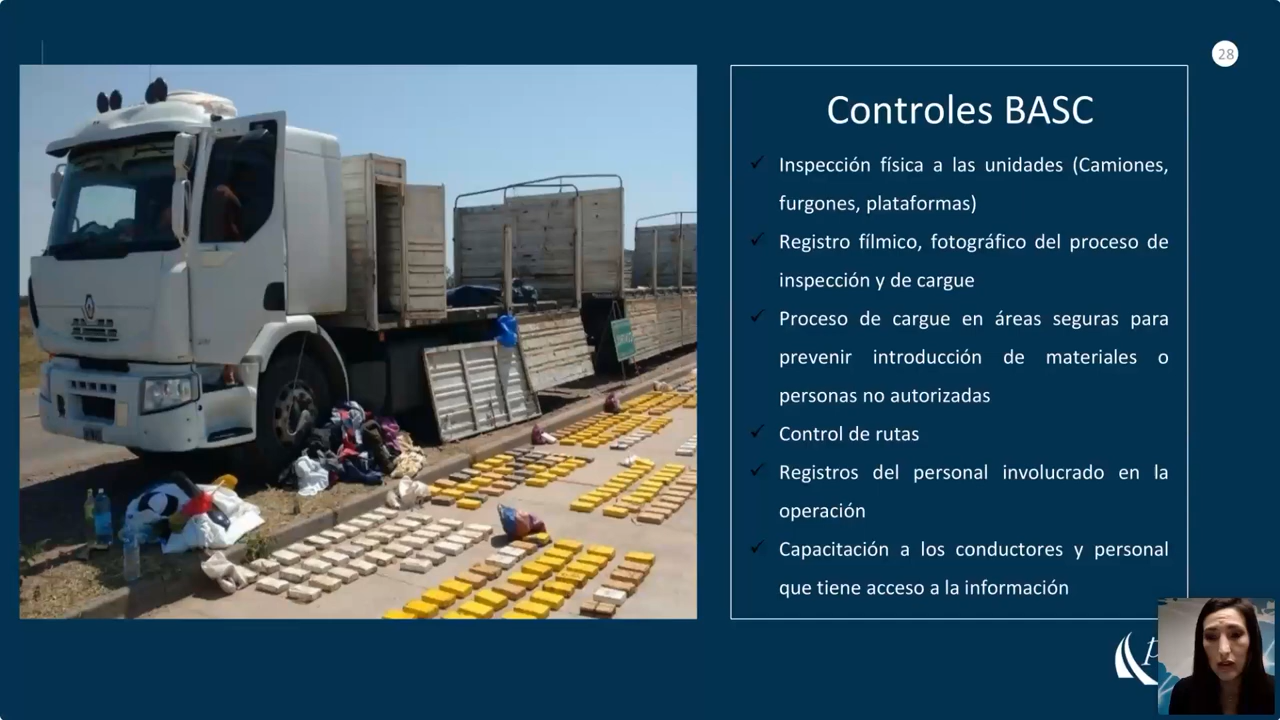 28
Controles BASC
Inspección física a las unidades (Camiones,
furgones, plataformas)
Registro fílmico, fotográfico del proceso de
inspección y de cargue
Proceso de cargue en áreas seguras para
prevenir introducción de materiales o
personas no autorizadas
Control de rutas
Registros del personal involucrado en la
operación
Capacitación a los conductores y personal
que tiene acceso a la información